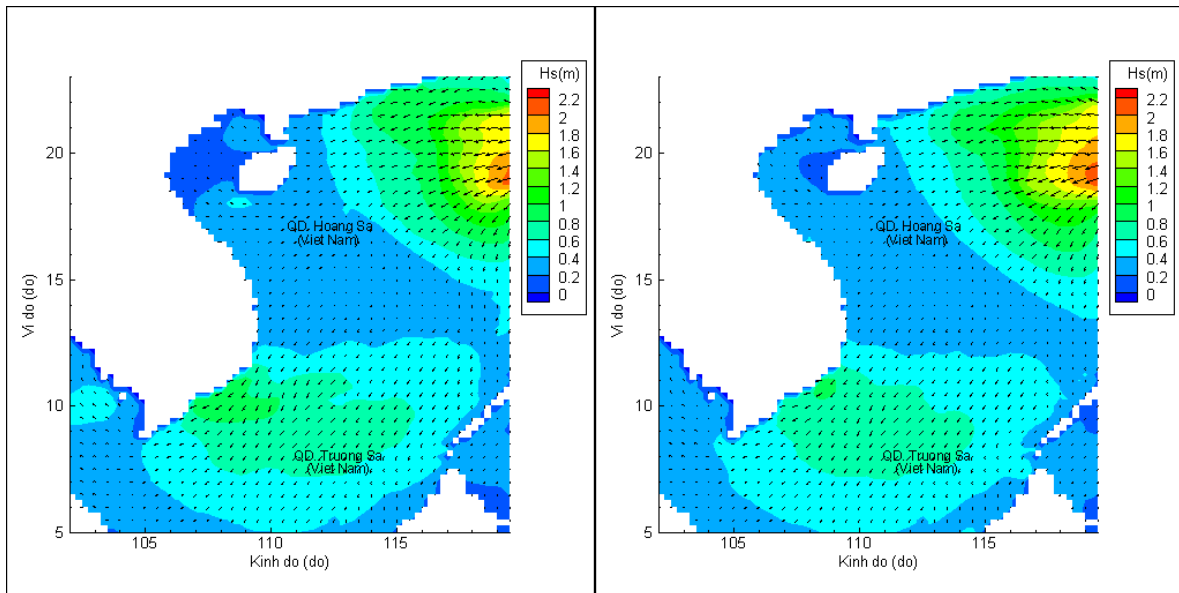 Hs(m)
2.2
2
1.8
1.6
1.4
1.2
1
0.8
0.6
0.4
0.2
0
20
15
10
5
Vi do (do)
QD. Hoang Sa
(Viet Nam)
QD. Truong Sa
(Viet Nam)
105
110
115
Kinh do (do)
Hs(m)
2.2
2
1.8
1.6
1.4
1.2
1
0.8
0.6
0.4
0.2
0
20
15
10
5
Vi do (do)
QD. Hoang Sa
(Viet Nam)
QD. Truong Sa
(Viet Nam)
105
110
115
Kinh do (do)